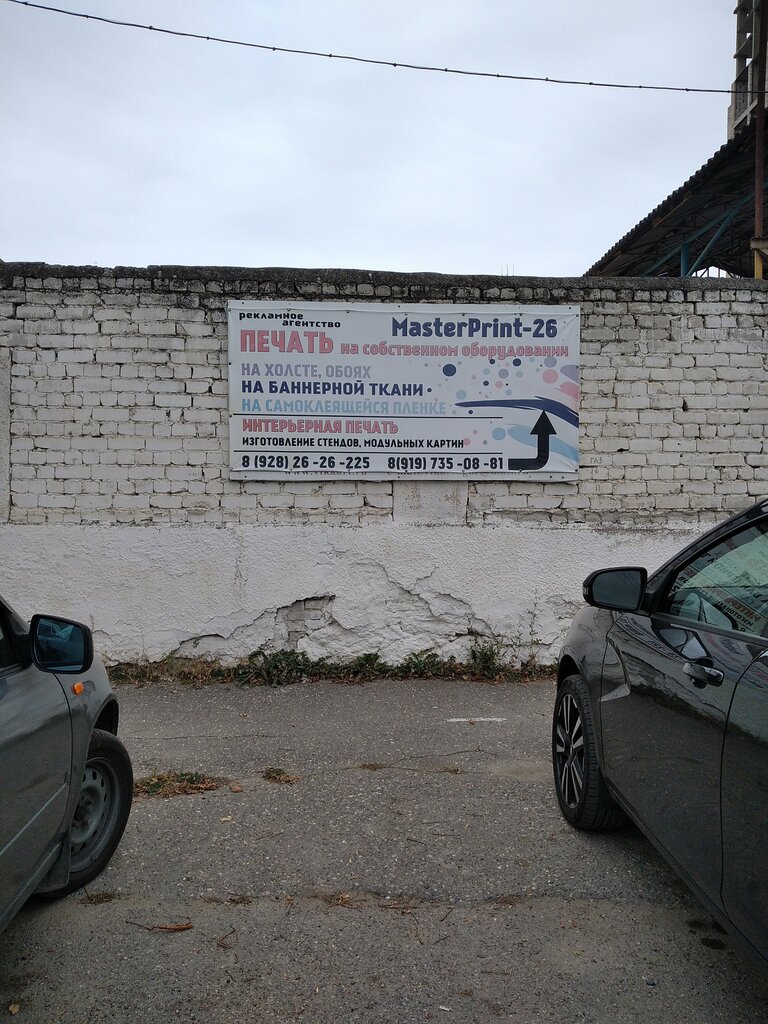 рекламное агентство
MasterPrint-26
ПЕЧАТЬ на собственном оборудовании
НА ХОЛСТЕ, ОБОЯХ
НА БАННЕРНОЙ ТКАНИ
НА САМОКЛЕЯЩЕЙСЯ ПЛЕНКЕ
ИНТЕРЬЕРНАЯ ПЕЧАТЬ
ИЗГОТОВЛЕНИЕ СТЕНДОВ, МОДУЛЬНЫХ КАРТИН
8 (928) 26 -26 -225 8(919) 735 -08 -81
ГАЗ